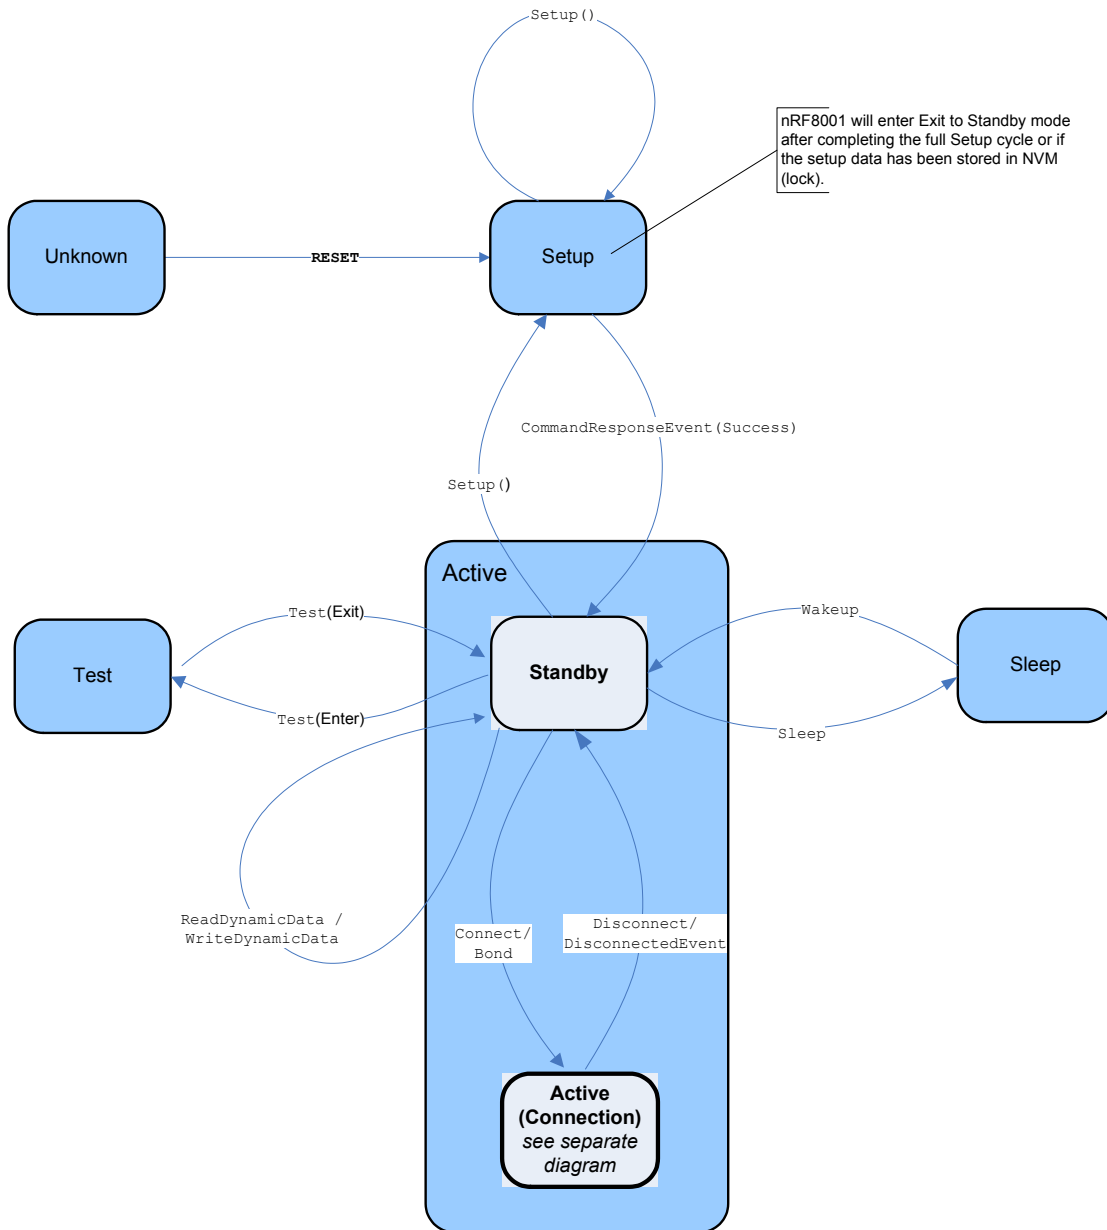 Setup()
nRF8001 will enter Exit to Standby mode
after completing the full Setup cycle or if
the setup data has been stored in NVM
(lock).
Unknown
RESET
Setup
CommandResponseEvent(Success)
Setup()
Active
Test(Exit)
Wakeup
Test
Standby
Sleep
Test(Enter)
Sleep
ReadDynamicData /
WriteDynamicData
Connect/
Bond
Disconnect/
DisconnectedEvent
Active
(Connection)
see separate
diagram